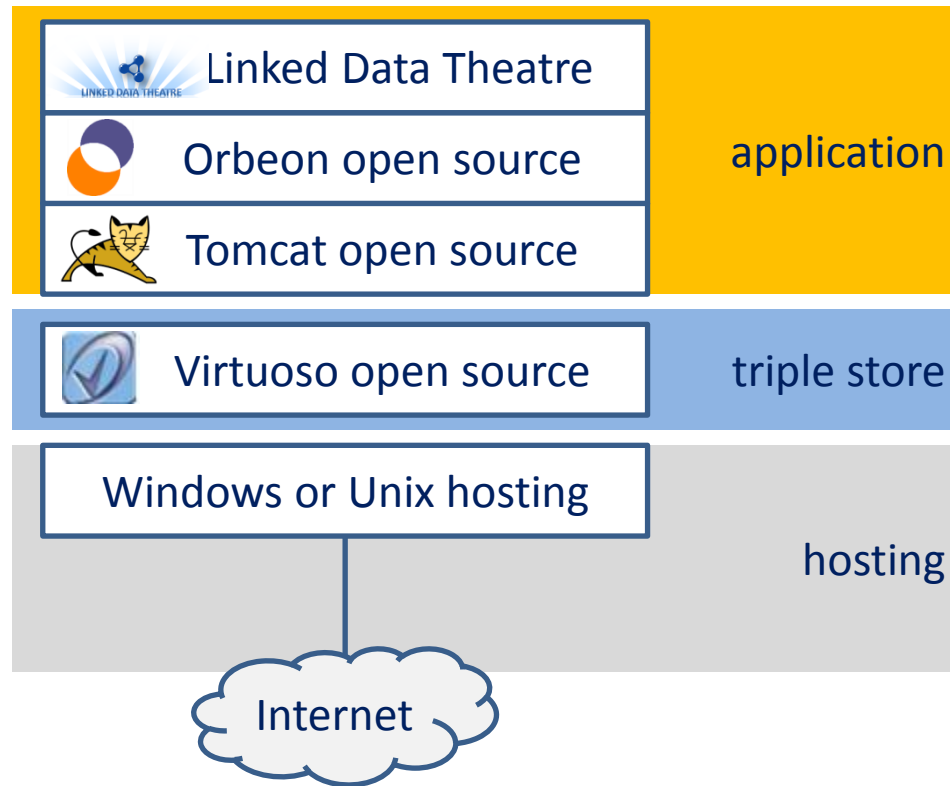 LINKED DATA THEATRE
Linked Data Theatre
Orbeon open source
application
Tomcat open source
Virtuoso open source
triple store
Windows or Unix hosting
hosting
Internet